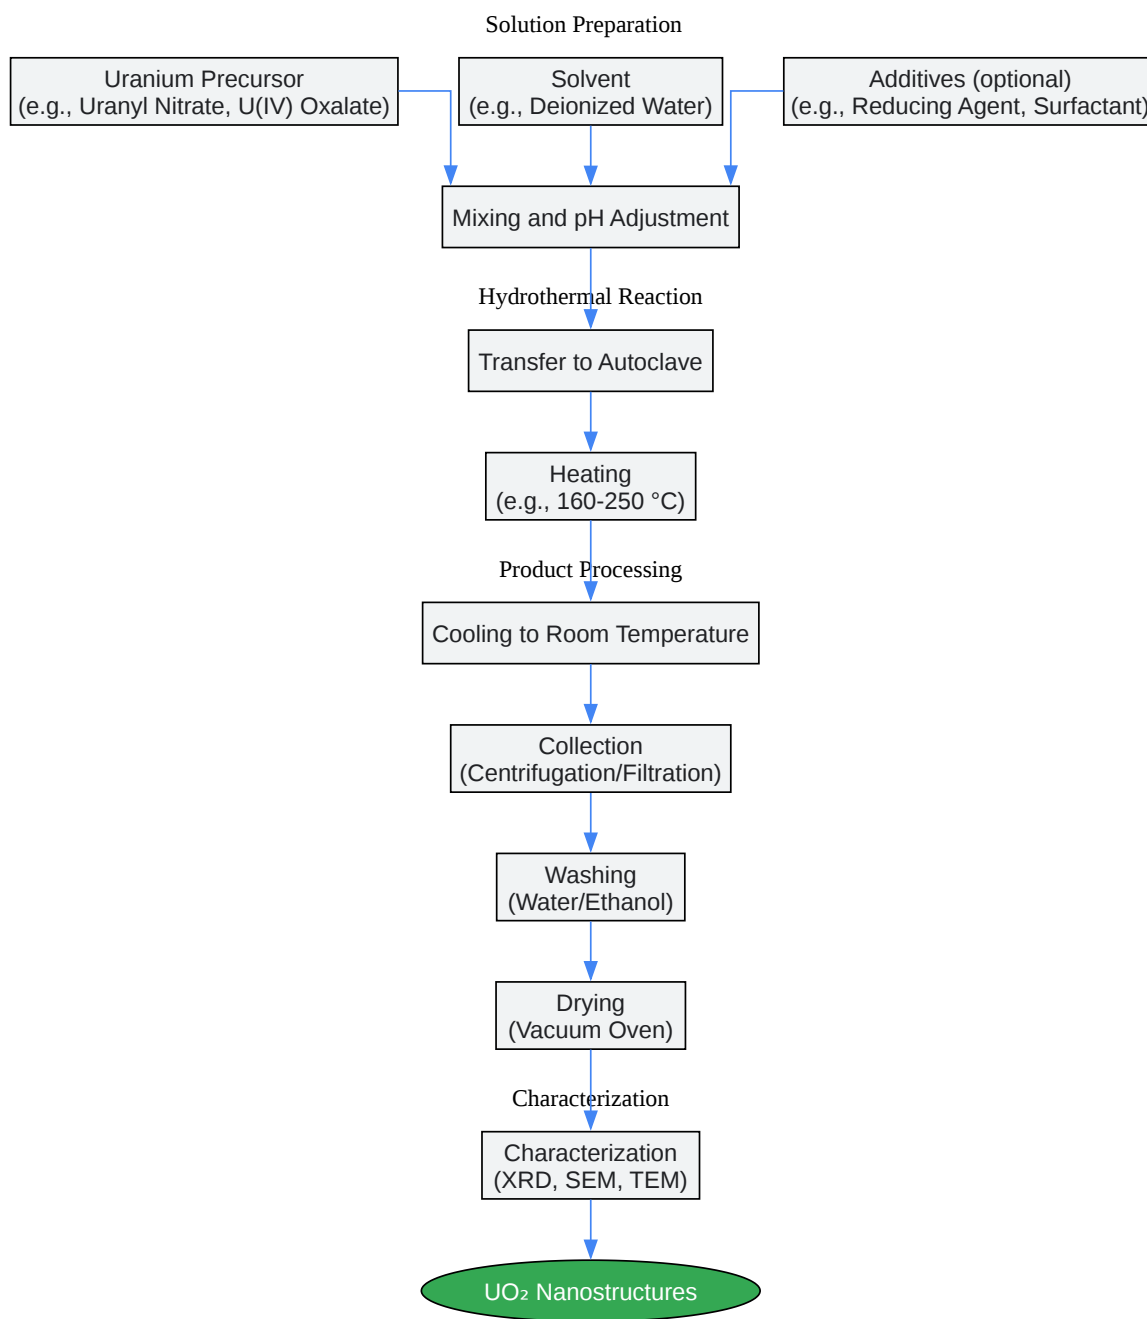 Solution Preparation
Uranium Precursor
(e.g., Uranyl Nitrate, U(IV) Oxalate)
Solvent
(e.g., Deionized Water)
Additives (optional)
(e.g., Reducing Agent, Surfactant)
Mixing and pH Adjustment
Hydrothermal Reaction
Transfer to Autoclave
Heating
(e.g., 160-250 °C)
Product Processing
Cooling to Room Temperature
Collection
(Centrifugation/Filtration)
Washing
(Water/Ethanol)
Drying
(Vacuum Oven)
Characterization
Characterization
(XRD, SEM, TEM)
UO₂ Nanostructures